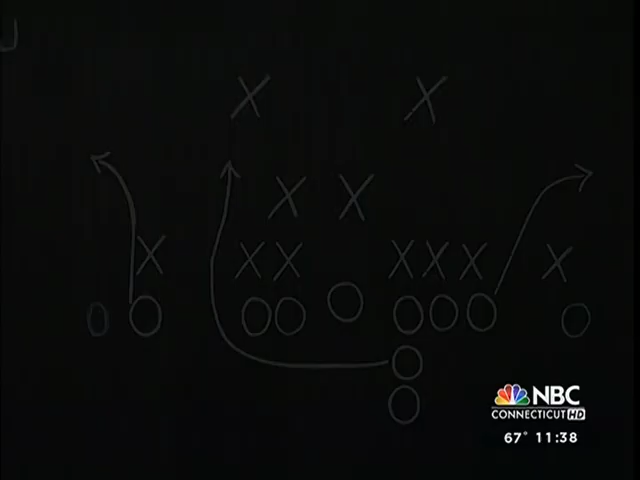 X X
X X
X X X X X X X
NBC
CONNECTICUT HD
67° 11:38